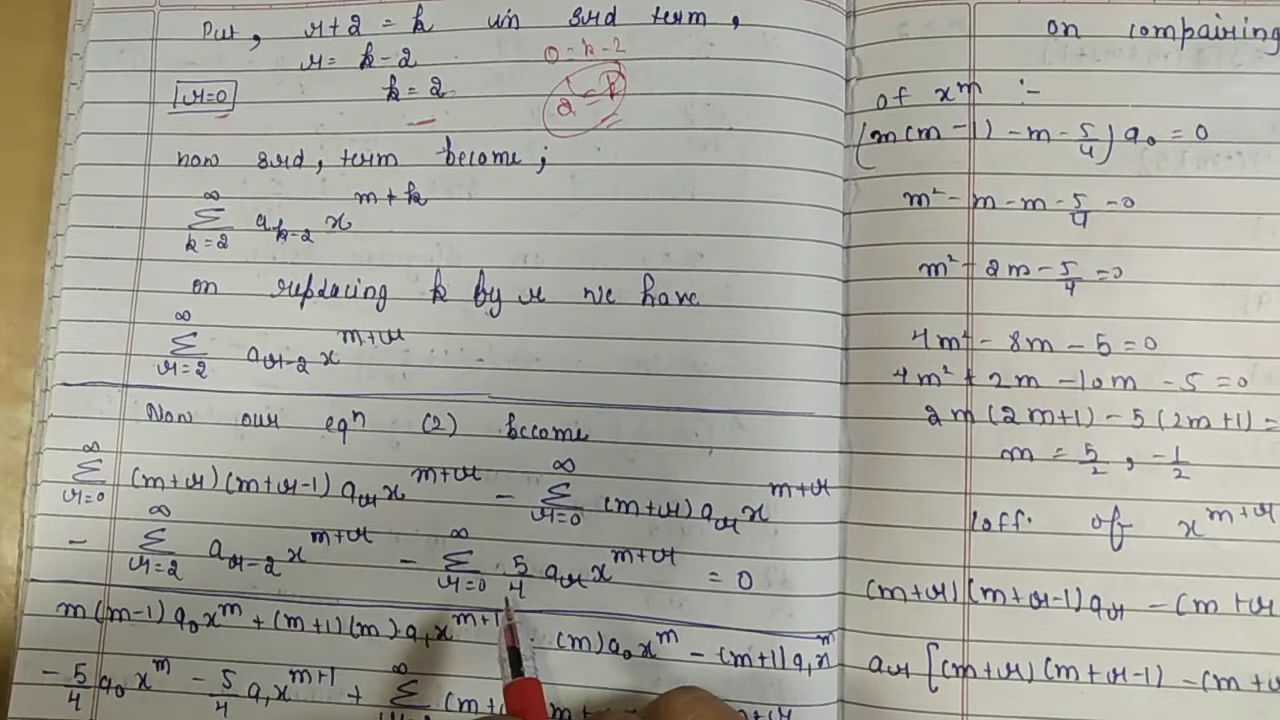 Put, r+2 = k in 3rd term,
r = k-2
0 = k-2
r=0
k = 2
2 = k
now 3rd, term become;
∞
Σ a_{k-2} x^{m+k}
k=2
on replacing k by r we have
∞
Σ a_{r-2} x^{m+r}
r=2
Now our eqn (2) become
∞ ∞
Σ (m+r)(m+r-1) a_r x^{m+r} - Σ (m+r) a_r x^{m+r}
r=0 r=0
∞ ∞
- Σ a_{r-2} x^{m+r} - Σ 5/4 a_r x^{m+r} = 0
r=2 r=0
m(m-1) a_0 x^m + (m+1)(m) a_1 x^{m+1} - (m) a_0 x^m - (m+1) a_1 x^m
- 5/4 a_0 x^m - 5/4 a_1 x^{m+1} + Σ^∞ (m+
on compairing
of x^m :-
(m(m-1) - m - 5/4) a_0 = 0
m² - m - m - 5/4 = 0
m² - 2m - 5/4 = 0
4m² - 8m - 5 = 0
4m² + 2m - 10m - 5 = 0
2m (2m+1) - 5 (2m+1) =
m = 5/2, -1/2
Coff. of x^{m+r}
(m+r)(m+r-1) a_r - (m+r
a_r [(m+r)(m+r-1) - (m+r